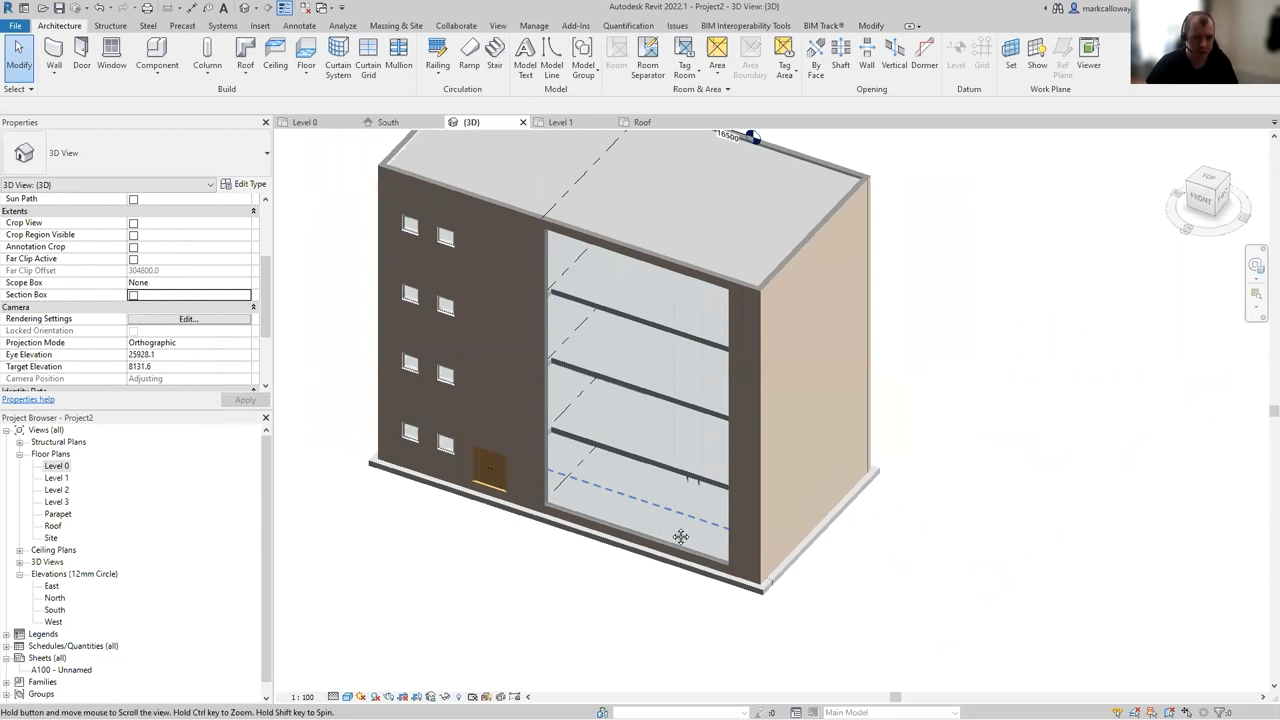 Autodesk Revit 2022.1 - Project2 - 3D View: {3D}
markcalloway
File Architecture Structure Steel Precast Systems Insert Annotate Analyze Massing & Site Collaborate View Manage Add-Ins Quantification Issues BIM Interoperability Tools BIM Track® Modify
Modify Wall Door Window Component Column Roof Ceiling Floor Curtain System Curtain Grid Mullion Railing Ramp Stair Model Text Model Line Model Group Room Room Separator Tag Room Area Area Boundary Tag Area By Face Shaft Wall Vertical Dormer Level Grid Set Show Ref Plane Viewer
Select Build Circulation Model Room & Area Opening Datum Work Plane
Properties
Level 0 South {3D} Level 1 Roof
3D View
3D View: {3D} Edit Type
Sun Path
Extents
Crop View
Crop Region Visible
Annotation Crop
Far Clip Active
Far Clip Offset 304800.0
Scope Box None
Section Box
Camera
Rendering Settings Edit...
Locked Orientation
Projection Mode Orthographic
Eye Elevation 25928.1
Target Elevation 8131.6
Camera Position Adjusting
Identity Data
Properties help Apply
Project Browser - Project2
Views (all)
Structural Plans
Floor Plans
Level 0
Level 1
Level 2
Level 3
Parapet
Roof
Site
Ceiling Plans
3D Views
Elevations (12mm Circle)
East
North
South
West
Legends
Schedules/Quantities (all)
Sheets (all)
A100 - Unnamed
Families
Groups
16500
TOP
FRONT
1 : 100
Hold button and move mouse to Scroll the view. Hold Ctrl key to Zoom. Hold Shift key to Spin.
:0 Main Model :0